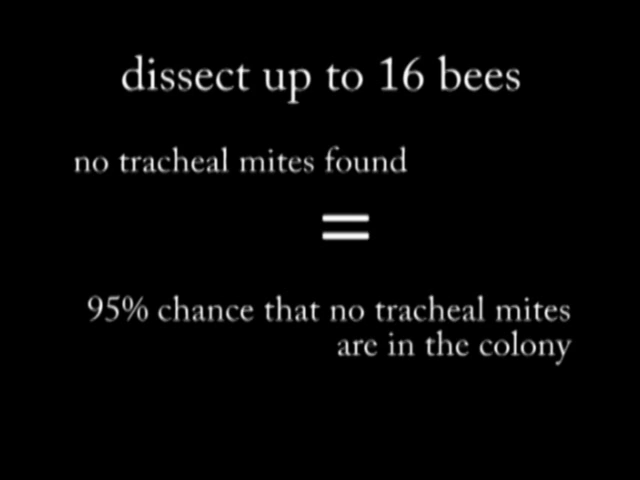 dissect up to 16 bees
no tracheal mites found
=
95% chance that no tracheal mites
are in the colony